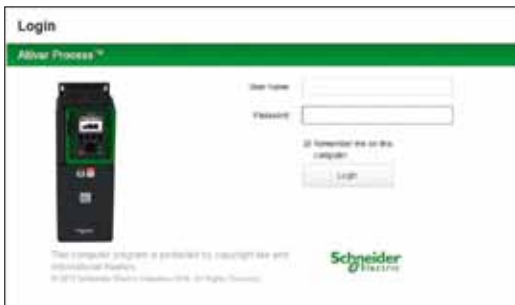 Login
Altivar Process™
User Name
Password
Remember me on this
computer
Login
This computer program is protected by copyright law and
international treaties.
Schneider
Electric